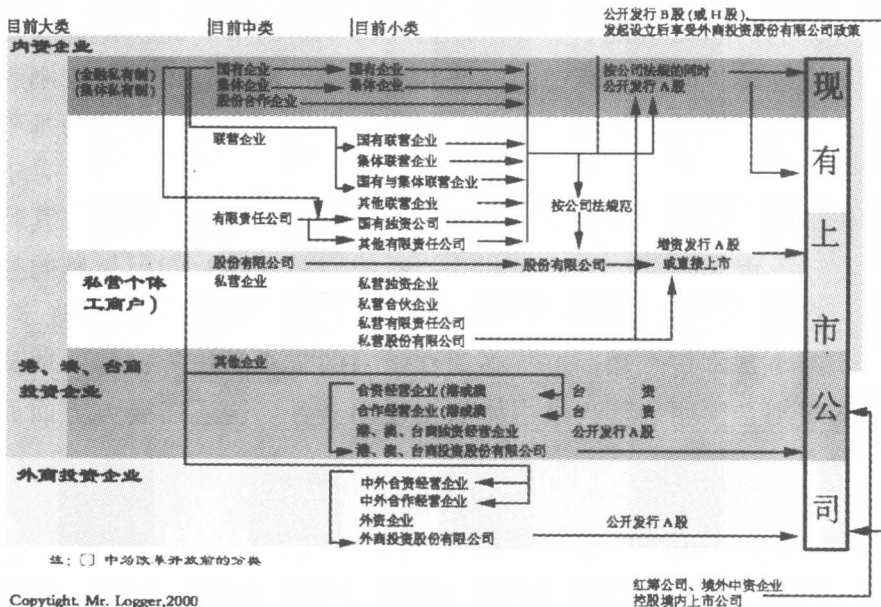 公开发行 B股 (或 H股)
发起设立后享受外商投资股份有限公司政策
目前大类
目前中类
目前小类
内资企业
(金融私有制)
(集体私有制)
国有企业
国有企业
集体企业
集体企业
股份合作企业
按公司法规的同时
公开发行 A股
现有上市公司
联营企业
国有联营企业
集体联营企业
国有与集体联营企业
其他联营企业
有限责任公司
国有独资公司
其他有限责任公司
按公司法规范
股份有限公司
股份有限公司
增资发行 A股
或直接上市
私营个体
工商户)
私营企业
私营独资企业
私营合伙企业
私营有限责任公司
私营股份有限公司
港、澳、台商
投资企业
其他企业
合资经营企业(港或澳
台 资
合作经营企业(港或澳
台 资
港、澳、台商独资经营企业
公开发行A股
港、澳、台商投资股份有限公司
外商投资企业
中外合资经营企业
中外合作经营企业
外资企业
公开发行 A股
外商投资股份有限公司
注:〔〕中为改革开放前的分类
红筹公司、境外中资企业
控股境内上市公司
Copytight. Mr. Logger,2000